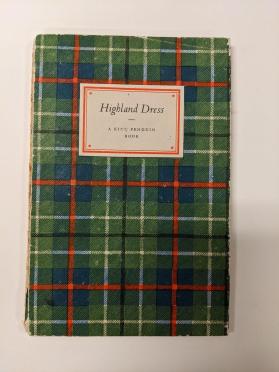 Highland Dress
A KING PENGUIN
BOOK